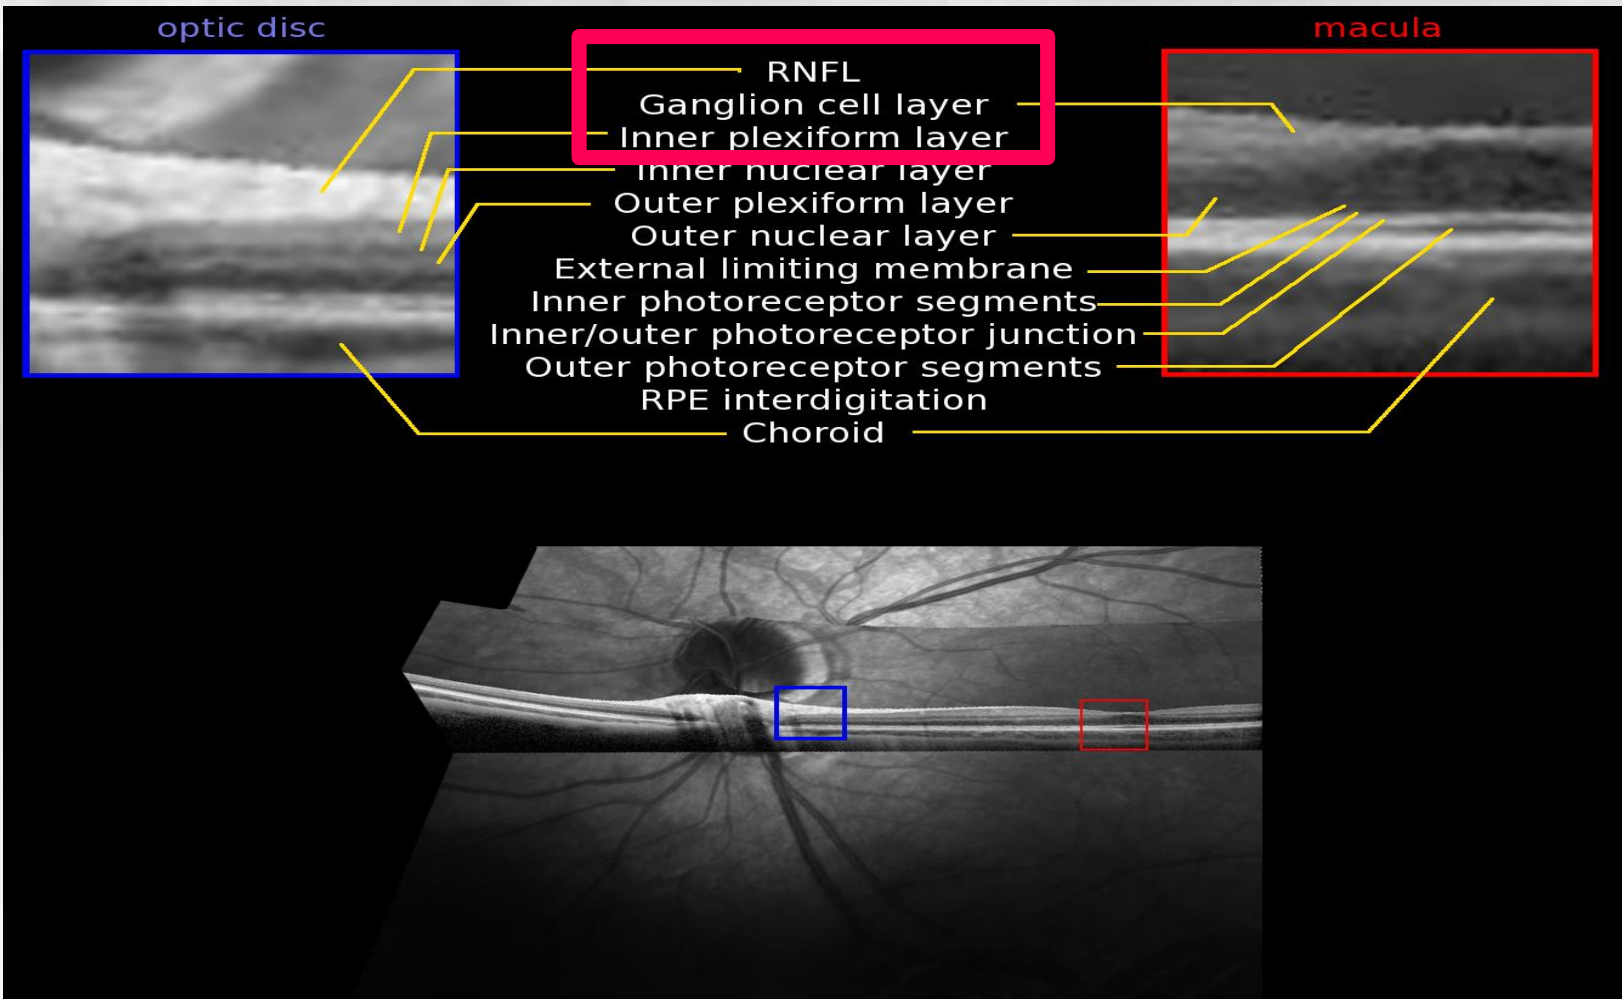 optic disc
macula
RNFL
Ganglion cell layer
Inner plexiform layer
Inner nuclear layer
Outer plexiform layer
Outer nuclear layer
External limiting membrane
Inner photoreceptor segments
Inner/outer photoreceptor junction
Outer photoreceptor segments
RPE interdigitation
Choroid